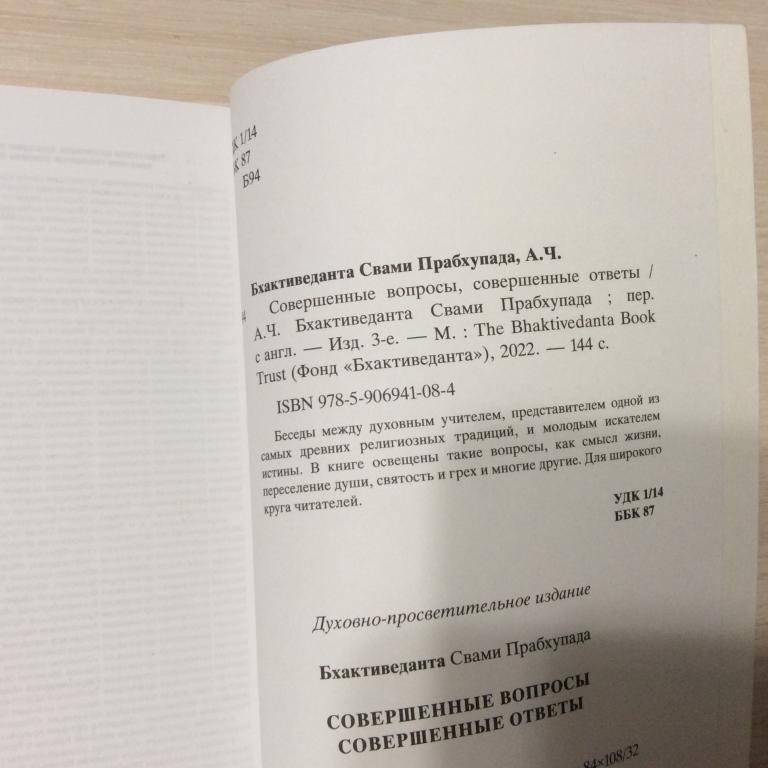 К 1/14
К 87
Б94
Бхактиведанта Свами Прабхупада, А.Ч.
Совершенные вопросы, совершенные ответы /
А.Ч. Бхактиведанта Свами Прабхупада ; пер.
с англ. — Изд. 3-е. — М. : The Bhaktivedanta Book
Trust (Фонд «Бхактиведанта»), 2022. — 144 с.
ISBN 978-5-906941-08-4
Беседы между духовным учителем, представителем одной из
самых древних религиозных традиций, и молодым искателем
истины. В книге освещены такие вопросы, как смысл жизни,
переселение души, святость и грех и многие другие. Для широкого
круга читателей.
УДК 1/14
ББК 87
Духовно-просветительное издание
Бхактиведанта Свами Прабхупада
СОВЕРШЕННЫЕ ВОПРОСЫ
СОВЕРШЕННЫЕ ОТВЕТЫ
84×108/32